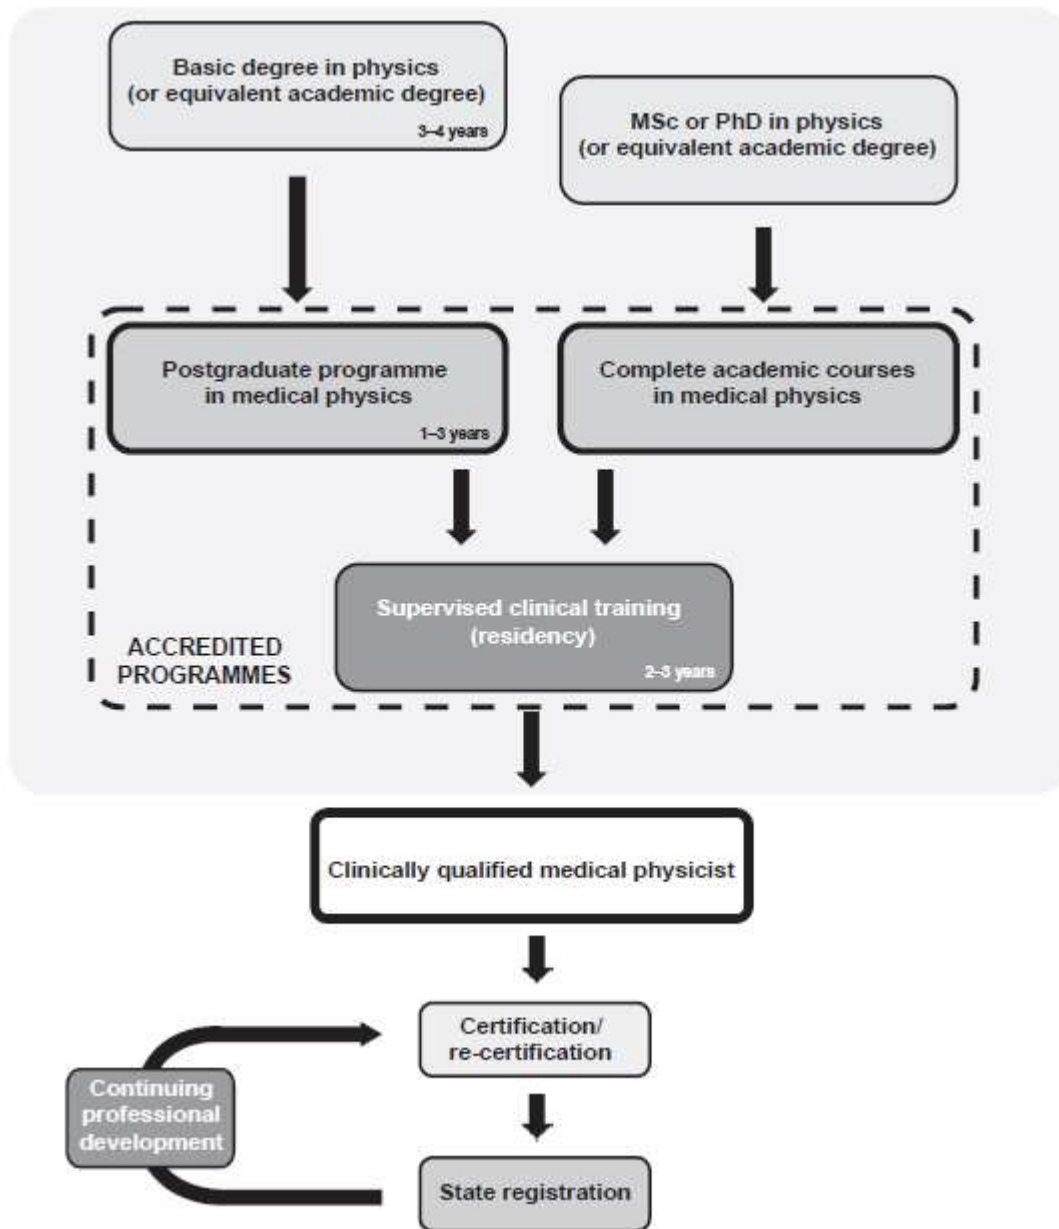 Basic degree in physics
(or equivalent academic degree)
3–4 years
MSc or PhD in physics
(or equivalent academic degree)
Postgraduate programme
in medical physics
1–3 years
Complete academic courses
in medical physics
Supervised clinical training
(residency)
2–3 years
ACCREDITED
PROGRAMMES
Clinically qualified medical physicist
Certification/
re-certification
Continuing
professional
development
State registration